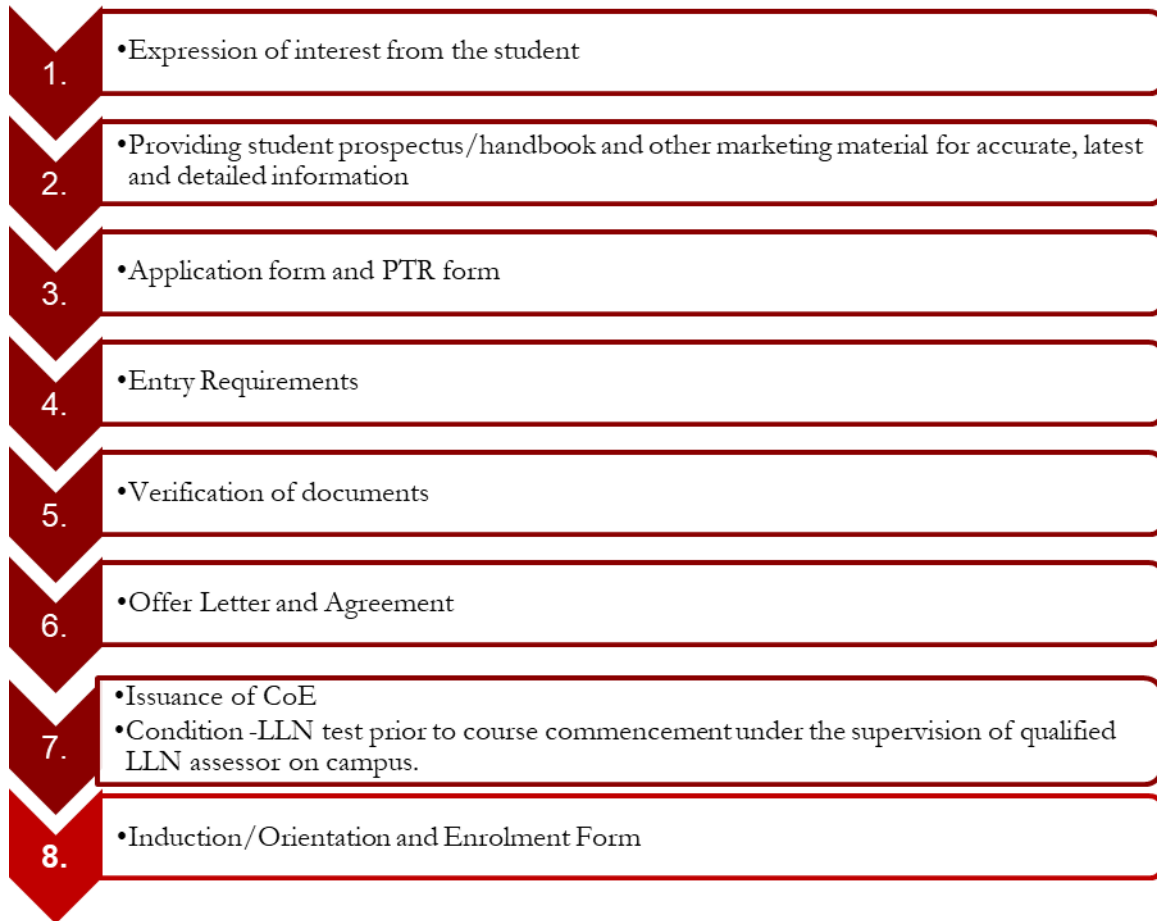 1.
•Expression of interest from the student
2.
•Providing student prospectus/handbook and other marketing material for accurate, latest
and detailed information
3.
•Application form and PTR form
4.
•Entry Requirements
5.
•Verification of documents
6.
•Offer Letter and Agreement
7.
•Issuance of CoE
•Condition -LLN test prior to course commencement under the supervision of qualified
LLN assessor on campus.
8.
•Induction/Orientation and Enrolment Form